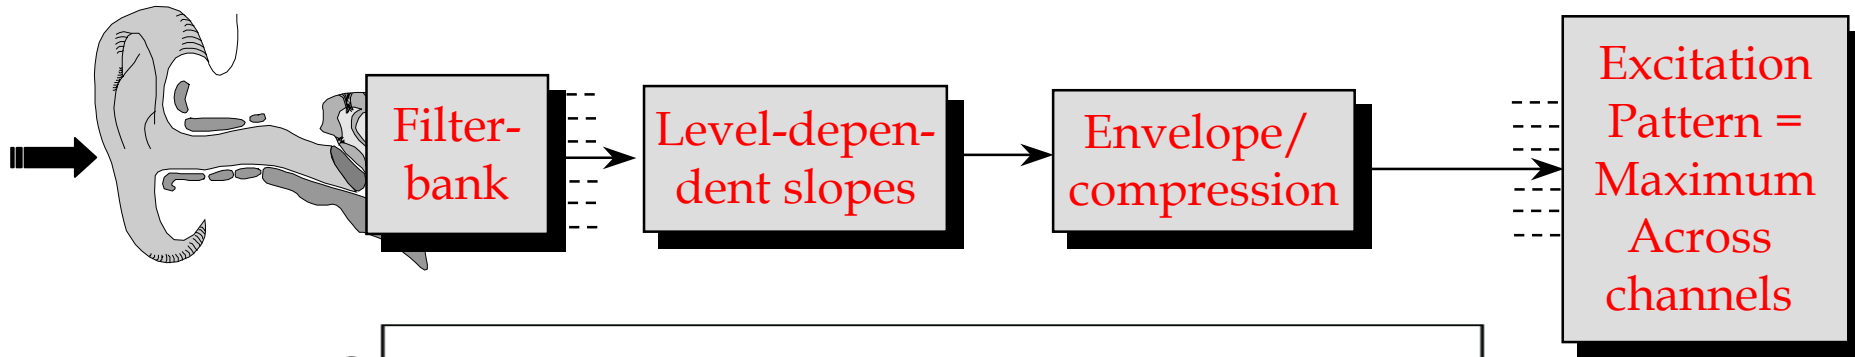 Filter-
bank
Level-depen-
dent slopes
Envelope/
compression
Excitation
Pattern =
Maximum
Across
channels